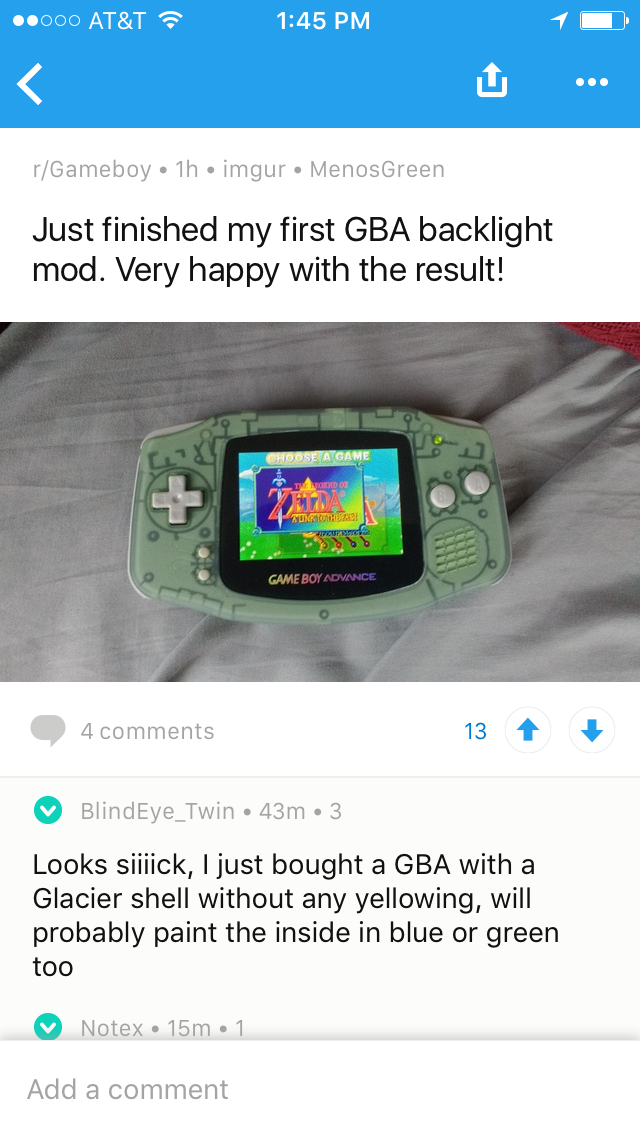 AT&T 1:45 PM
r/Gameboy • 1h • imgur • MenosGreen
Just finished my first GBA backlight
mod. Very happy with the result!
CHOOSE A GAME
THE LEGEND OF
ZELDA
A LINK TO THE PAST
GAME BOY ADVANCE
B A
4 comments 13
BlindEye_Twin • 43m • 3
Looks siiiick, I just bought a GBA with a
Glacier shell without any yellowing, will
probably paint the inside in blue or green
too
Notex • 15m • 1
Add a comment